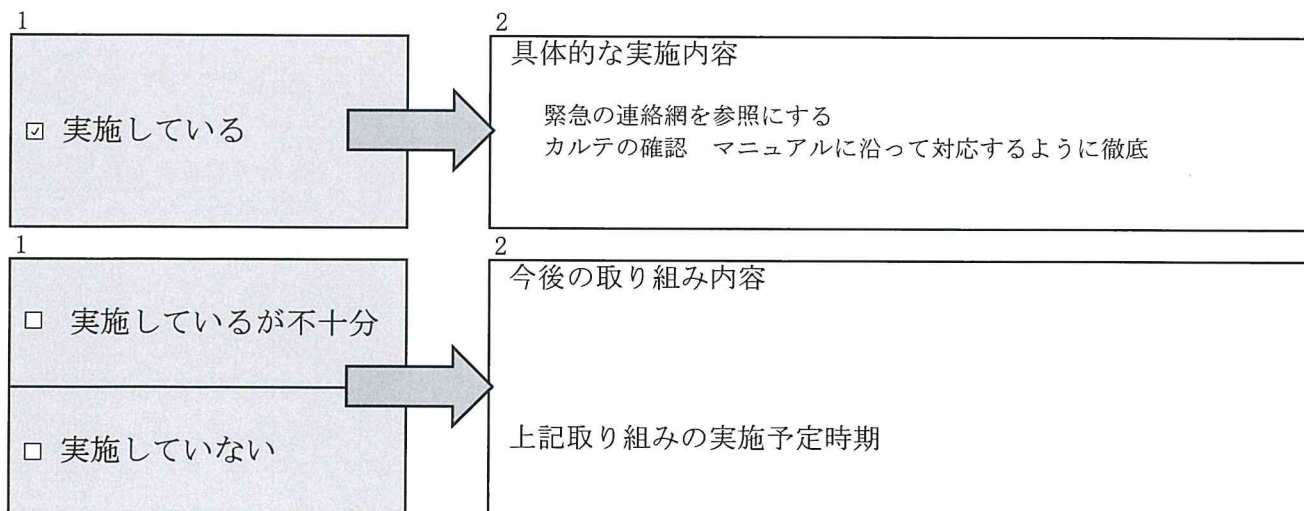 1
☑ 実施している
2
具体的な実施内容
緊急の連絡網を参照にする
カルテの確認　マニュアルに沿って対応するように徹底
1
□ 実施しているが不十分
□ 実施していない
2
今後の取り組み内容
上記取り組みの実施予定時期